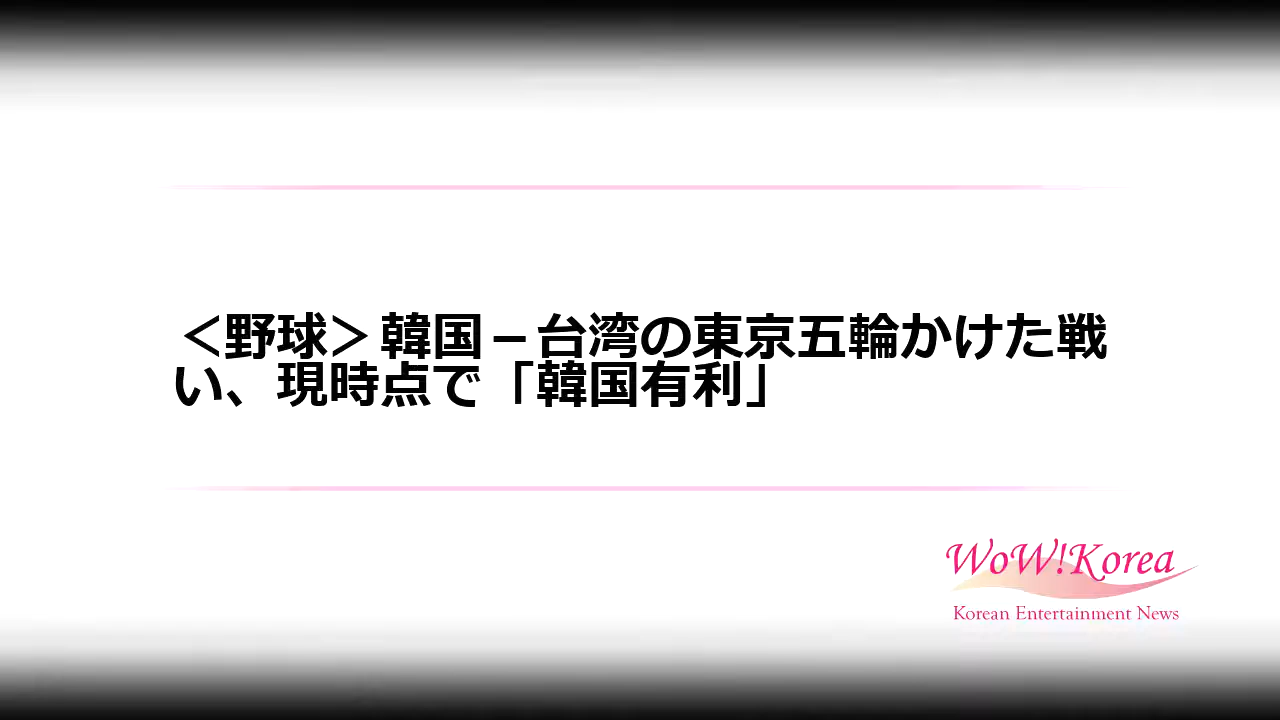 ＜野球＞韓国－台湾の東京五輪かけた戦
い、現時点で「韓国有利」
WoW!Korea
Korean Entertainment News